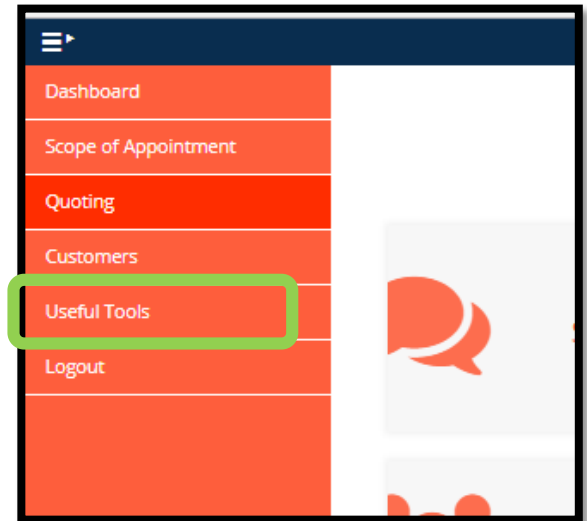 Dashboard
Scope of Appointment
Quoting
Customers
Useful Tools
Logout